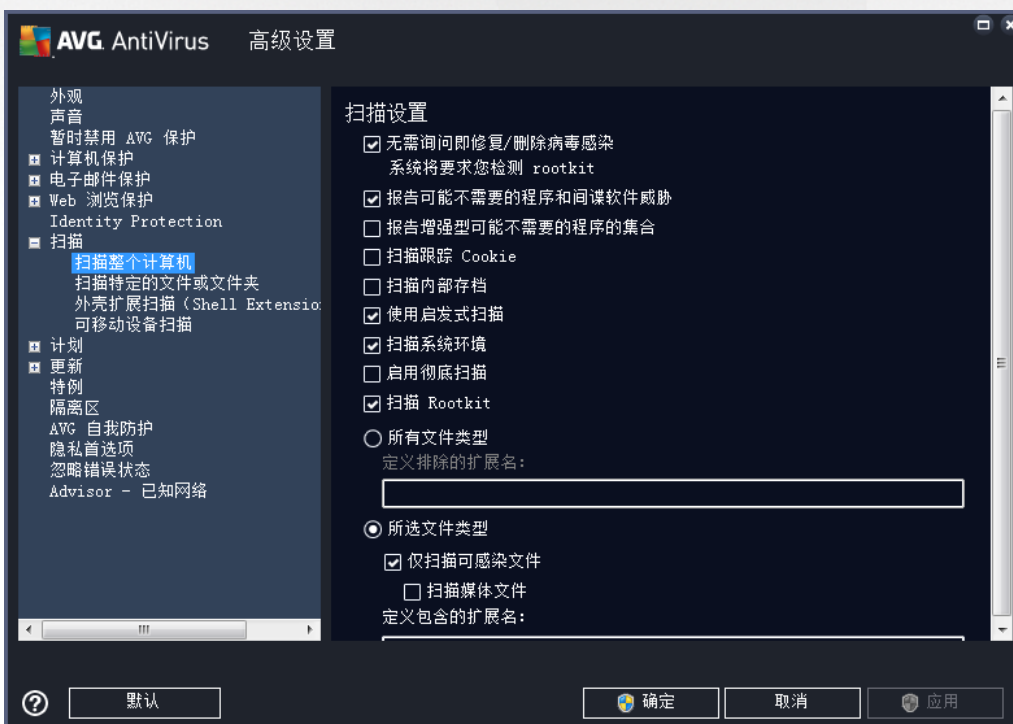 AVG. AntiVirus 高级设置
外观
声音
暂时禁用 AVG 保护
计算机保护
电子邮件保护
Web 浏览保护
Identity Protection
扫描
扫描整个计算机
扫描特定的文件或文件夹
外壳扩展扫描（Shell Extensio
可移动设备扫描
计划
更新
特例
隔离区
AVG 自我防护
隐私首选项
忽略错误状态
Advisor - 已知网络
扫描设置
无需询问即修复/删除病毒感染
系统将要求您检测 rootkit
报告可能不需要的程序和间谍软件威胁
报告增强型可能不需要的程序的集合
扫描跟踪 Cookie
扫描内部存档
使用启发式扫描
扫描系统环境
启用彻底扫描
扫描 Rootkit
所有文件类型
定义排除的扩展名：
所选文件类型
仅扫描可感染文件
扫描媒体文件
定义包含的扩展名：
默认
确定
取消
应用